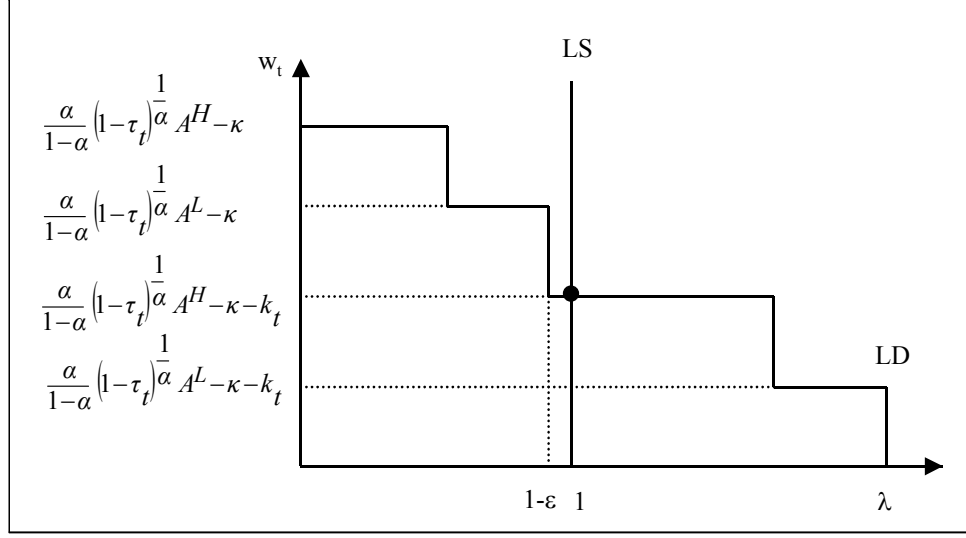 LS
w_t
α/(1−α) (1−τ_t)^(1/α) A^H−κ
α/(1−α) (1−τ_t)^(1/α) A^L−κ
α/(1−α) (1−τ_t)^(1/α) A^H−κ−k_t
α/(1−α) (1−τ_t)^(1/α) A^L−κ−k_t
LD
1-ε 1 λ